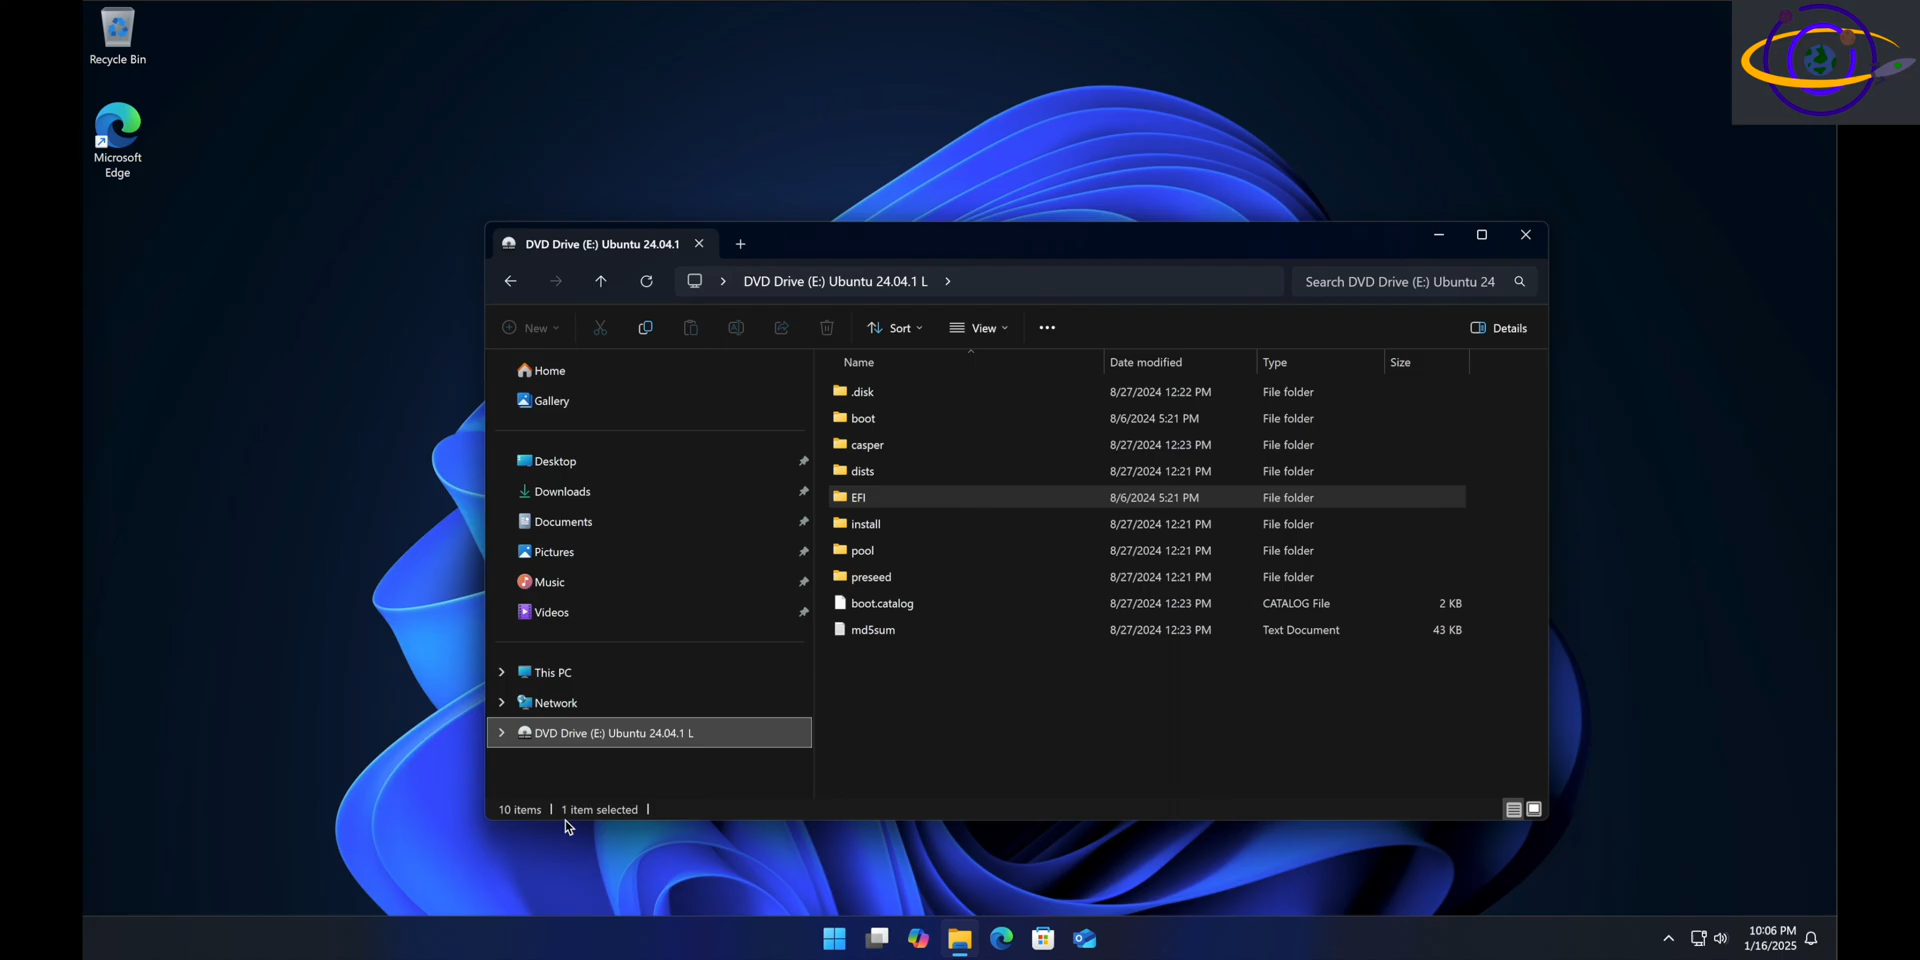 Recycle Bin
Microsoft
Edge
DVD Drive (E:) Ubuntu 24.04.1
DVD Drive (E:) Ubuntu 24.04.1 L
Search DVD Drive (E:) Ubuntu 24
New
Sort
View
Details
Home
Gallery
Desktop
Downloads
Documents
Pictures
Music
Videos
This PC
Network
DVD Drive (E:) Ubuntu 24.04.1 L
Name Date modified Type Size
.disk 8/27/2024 12:22 PM File folder
boot 8/6/2024 5:21 PM File folder
casper 8/27/2024 12:23 PM File folder
dists 8/27/2024 12:21 PM File folder
EFI 8/6/2024 5:21 PM File folder
install 8/27/2024 12:21 PM File folder
pool 8/27/2024 12:21 PM File folder
preseed 8/27/2024 12:21 PM File folder
boot.catalog 8/27/2024 12:23 PM CATALOG File 2 KB
md5sum 8/27/2024 12:23 PM Text Document 43 KB
10 items 1 item selected
10:06 PM
1/16/2025